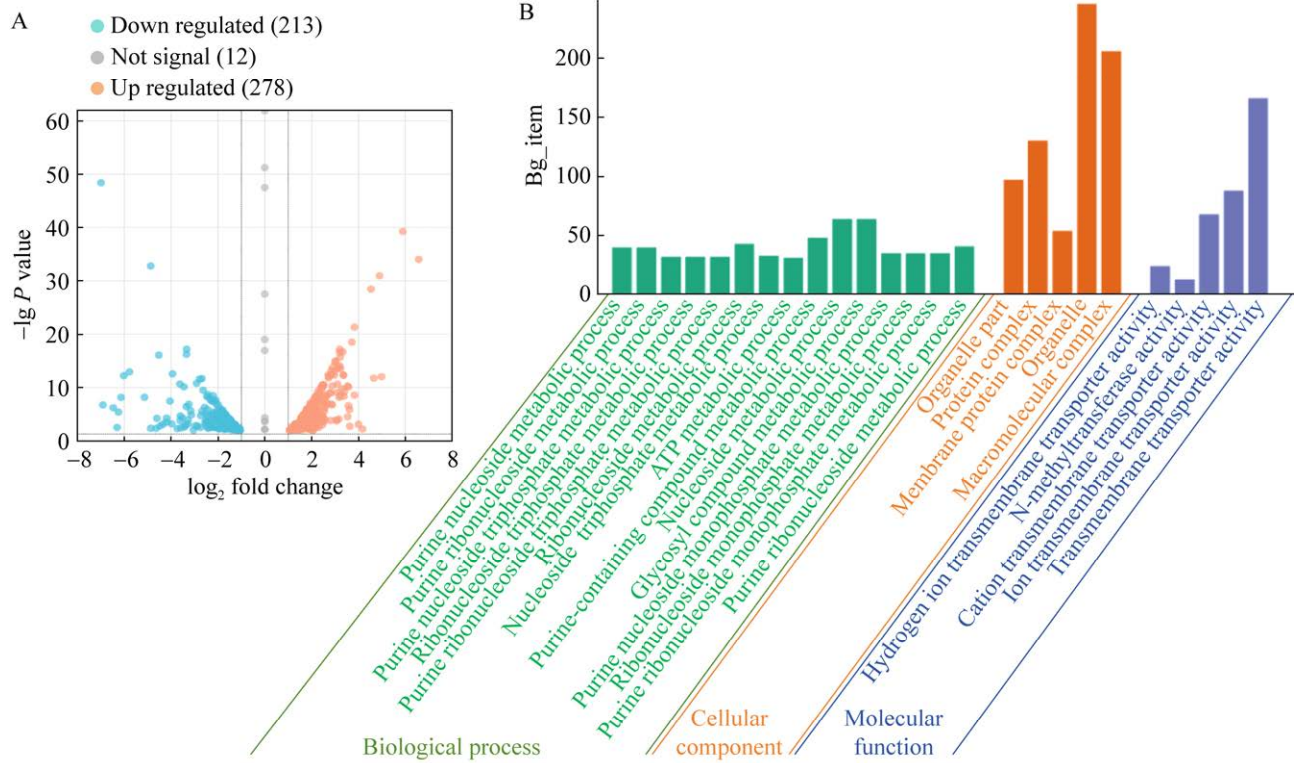 A
Down regulated (213)
Not signal (12)
Up regulated (278)
60
50
40
30
20
10
0
−lg P value
−8
−6
−4
−2
0
2
4
6
8
log₂ fold change
B
200
150
100
50
0
Bg_item
Purine nucleoside metabolic process
Purine ribonucleoside metabolic process
Purine nucleoside triphosphate metabolic process
Ribonucleoside triphosphate metabolic process
Purine ribonucleoside triphosphate metabolic process
Ribonucleoside metabolic process
Nucleoside triphosphate metabolic process
ATP metabolic process
Purine-containing compound metabolic process
Nucleoside metabolic process
Glycosyl compound metabolic process
Purine nucleoside monophosphate metabolic process
Ribonucleoside monophosphate metabolic process
Purine ribonucleoside monophosphate metabolic process
Purine ribonucleoside metabolic process
Organelle part
Protein complex
Membrane protein complex
Organelle
Macromolecular complex
Hydrogen ion transmembrane transporter activity
N-methyltransferase activity
Cation transmembrane transporter activity
Ion transmembrane transporter activity
Transmembrane transporter activity
Biological process
Cellular
component
Molecular
function